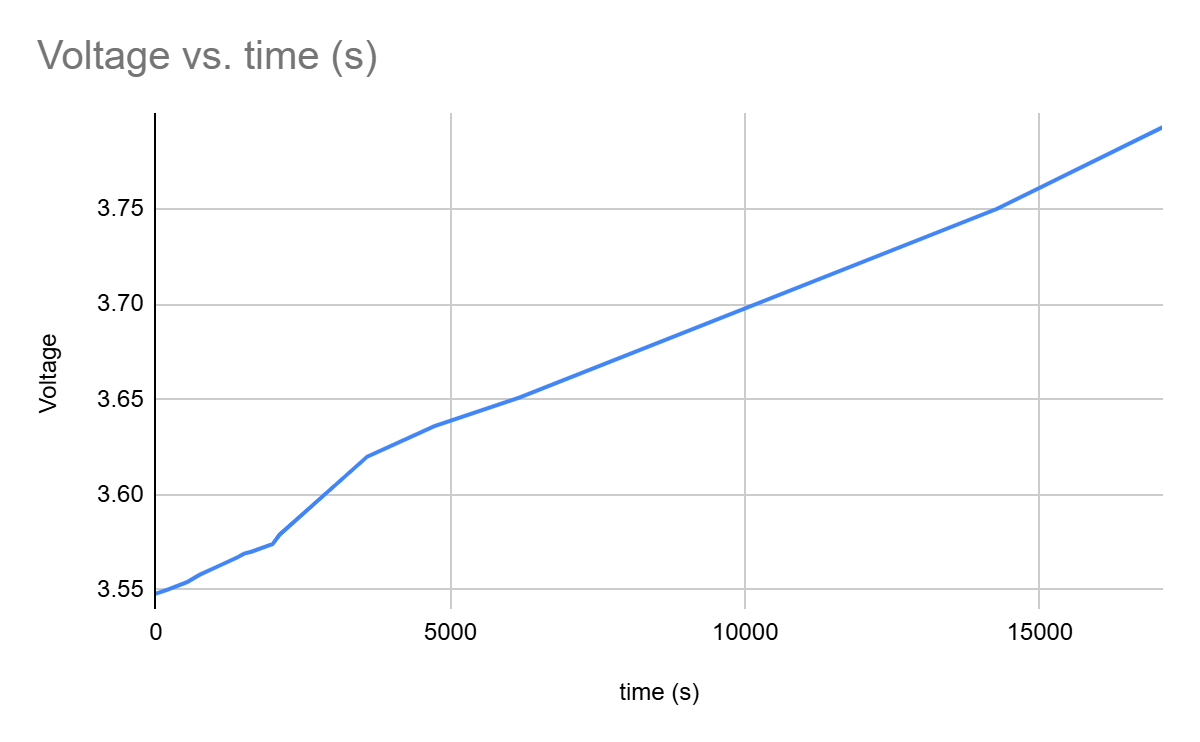 Voltage vs. time (s)
Voltage
3.75
3.70
3.65
3.60
3.55
0 5000 10000 15000
time (s)